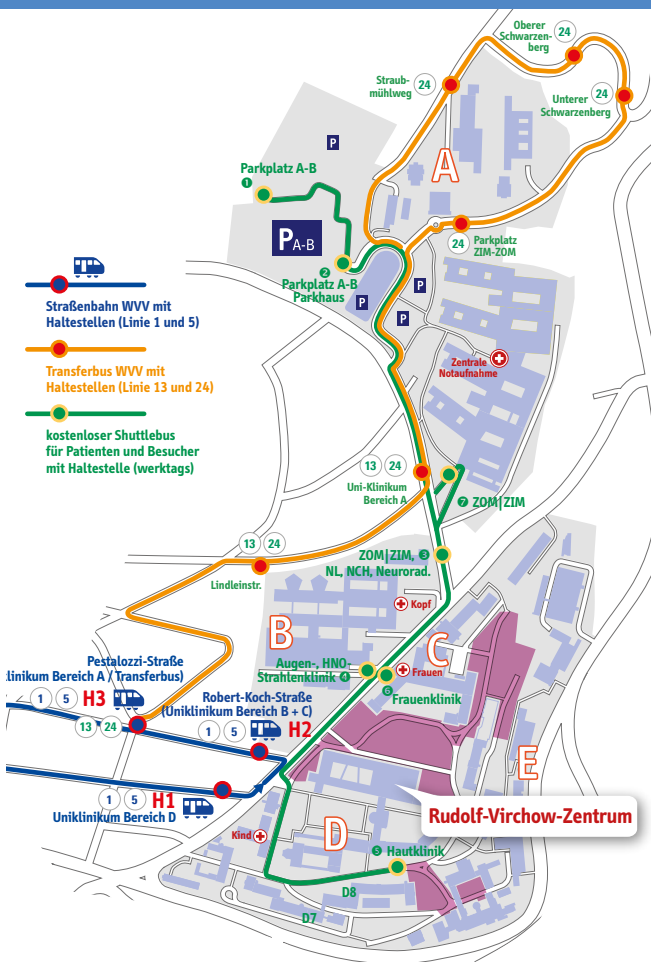 Oberer
Schwarzen-
berg
24
Straub-
mühlweg
24
24
Unterer
Schwarzenberg
P
A
Parkplatz A-B
1
P A-B
24
Parkplatz
ZIM-ZOM
2
Parkplatz A-B
Parkhaus
P
P
P
Straßenbahn WVV mit
Haltestellen (Linie 1 und 5)
Transferbus WVV mit
Haltestellen (Linie 13 und 24)
kostenloser Shuttlebus
für Patienten und Besucher
mit Haltestelle (werktags)
Zentrale
Notaufnahme
13 24
Uni-Klinikum
Bereich A
7 ZOM|ZIM
13 24
Lindleinstr.
ZOM|ZIM, 3
NL, NCH, Neurorad.
Kopf
B
C
Augen-, HNO-
Strahlenklinik 4
Frauen
6
Frauenklinik
Pestalozzi-Straße
linikum Bereich A / Transferbus)
1 5 H3
13 24
Robert-Koch-Straße
(Uniklinikum Bereich B + C)
1 5 H2
1 5 H1
Uniklinikum Bereich D
E
Rudolf-Virchow-Zentrum
Kind
D
5 Hautklinik
D8
D7